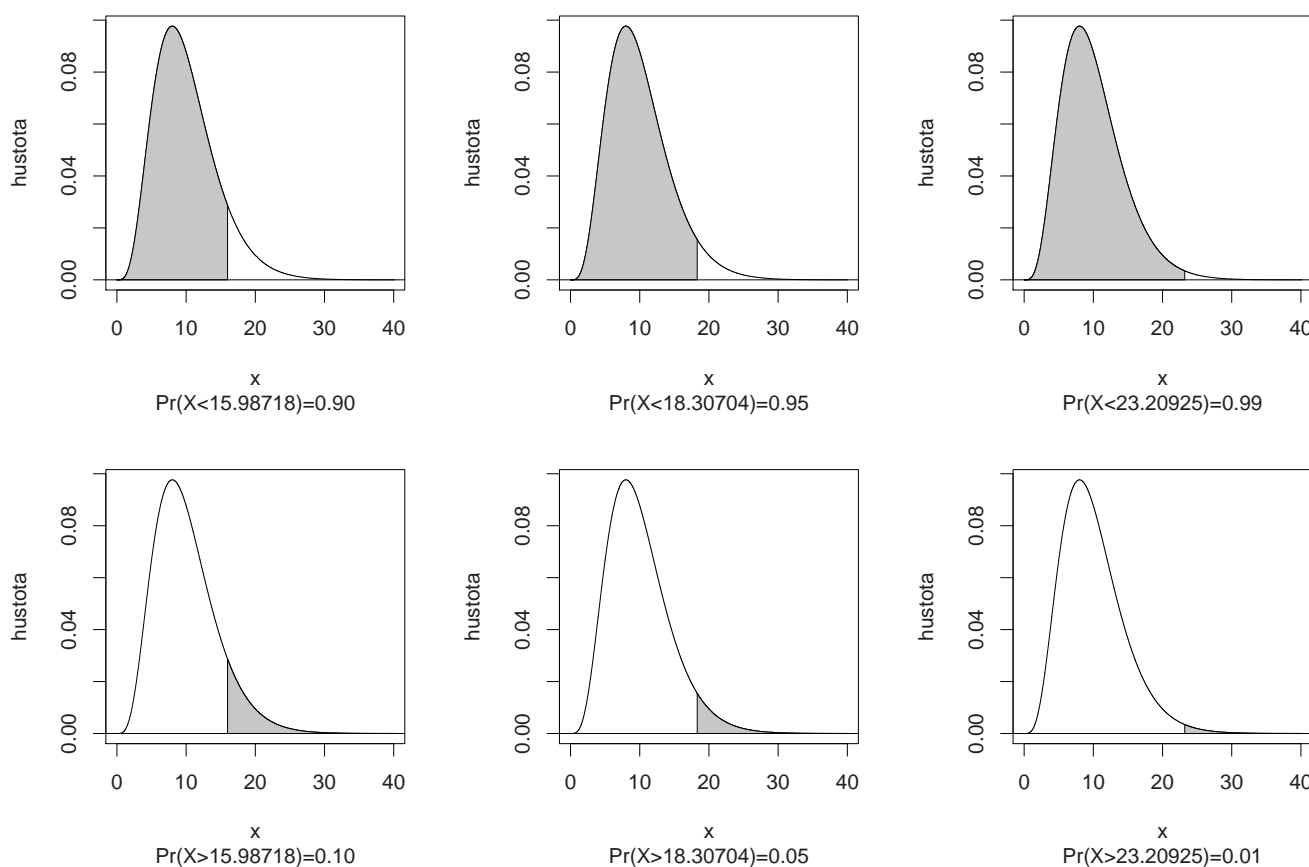 hustota
0.00 0.04 0.08
0 10 20 30 40
x
Pr(X<15.98718)=0.90
hustota
0.00 0.04 0.08
0 10 20 30 40
x
Pr(X<18.30704)=0.95
hustota
0.00 0.04 0.08
0 10 20 30 40
x
Pr(X<23.20925)=0.99
hustota
0.00 0.04 0.08
0 10 20 30 40
x
Pr(X>15.98718)=0.10
hustota
0.00 0.04 0.08
0 10 20 30 40
x
Pr(X>18.30704)=0.05
hustota
0.00 0.04 0.08
0 10 20 30 40
x
Pr(X>23.20925)=0.01